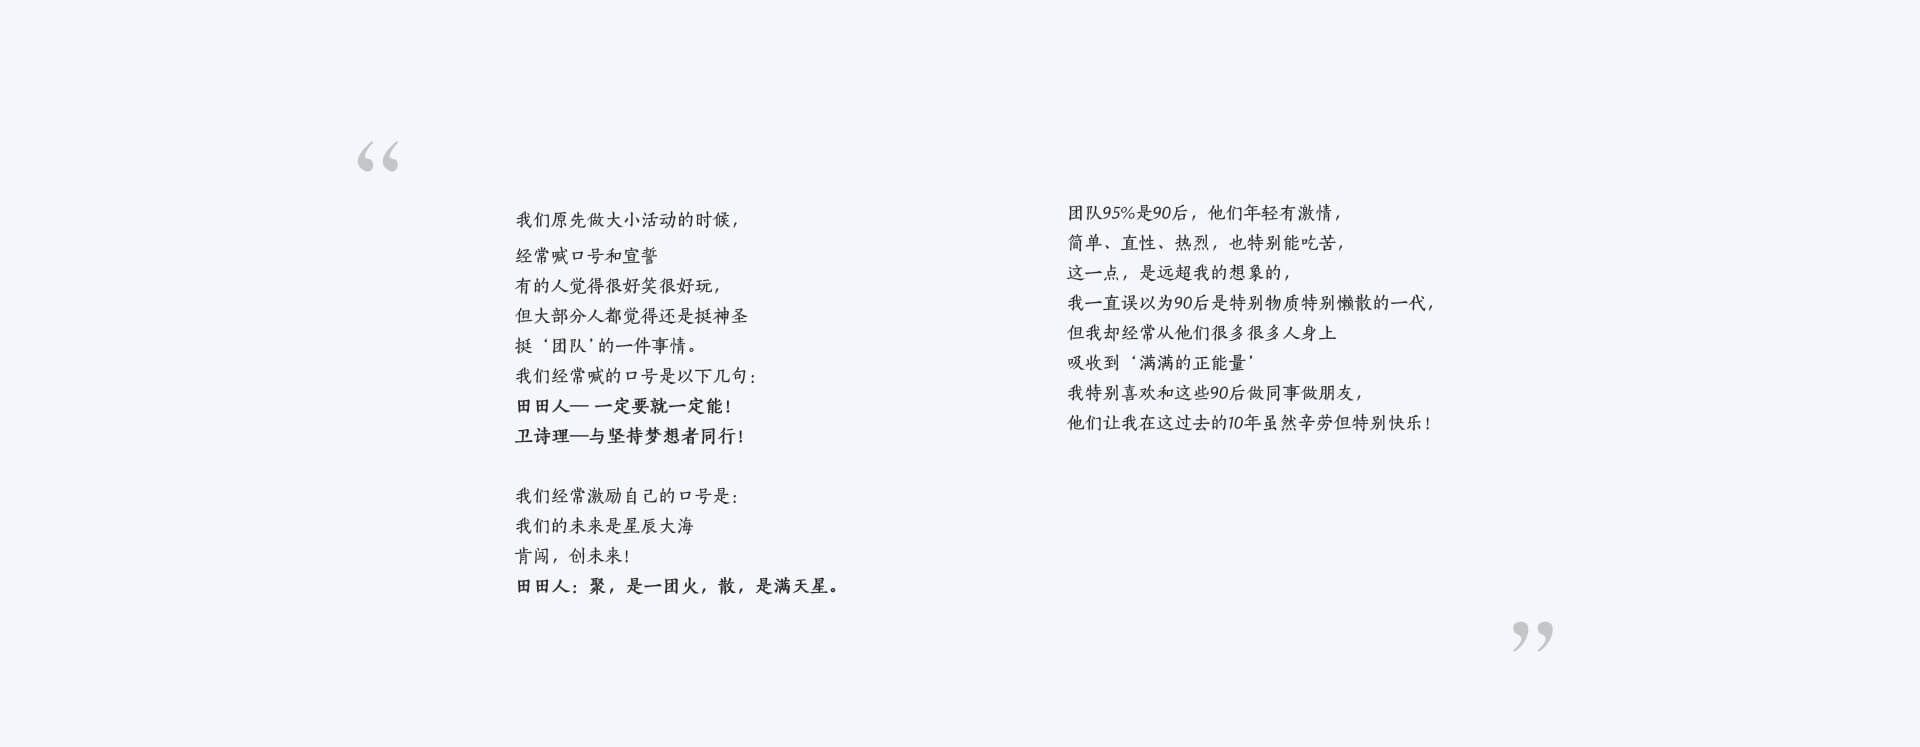 “
我们原先做大小活动的时候，
经常喊口号和宣誓
有的人觉得很好笑很好玩，
但大部分人都觉得还是挺神圣
挺‘团队’的一件事情。
我们经常喊的口号是以下几句：
田田人— 一定要就一定能！
卫诗理—与坚持梦想者同行！
我们经常激励自己的口号是：
我们的未来是星辰大海
肯闯，创未来！
田田人：聚，是一团火，散，是满天星。
团队95%是90后，他们年轻有激情，
简单、直性、热烈，也特别能吃苦，
这一点，是远超我的想象的，
我一直误以为90后是特别物质特别懒散的一代，
但我却经常从他们很多很多人身上
吸收到‘满满的正能量’
我特别喜欢和这些90后做同事做朋友，
他们让我在这过去的10年虽然辛劳但特别快乐！
”